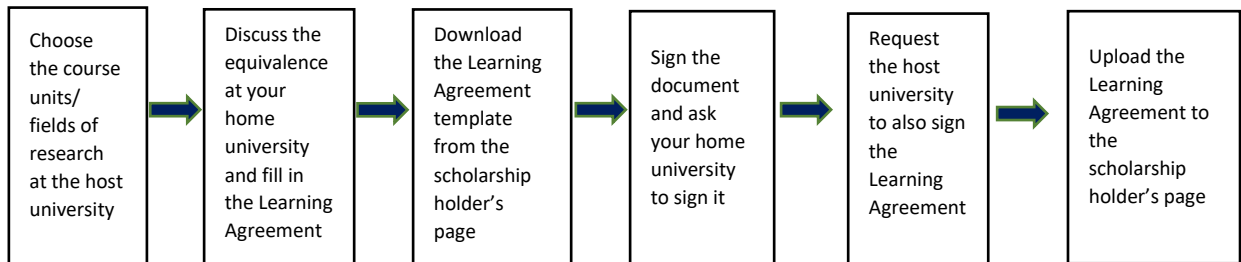 Choose
the course
units/
fields of
research
at the host
university
Discuss the
equivalence
at your
home
university
and fill in
the Learning
Agreement
Download
the Learning
Agreement
template
from the
scholarship
holder’s
page
Sign the
document
and ask
your home
university
to sign it
Request
the host
university
to also sign
the
Learning
Agreement
Upload the
Learning
Agreement to
the
scholarship
holder’s page